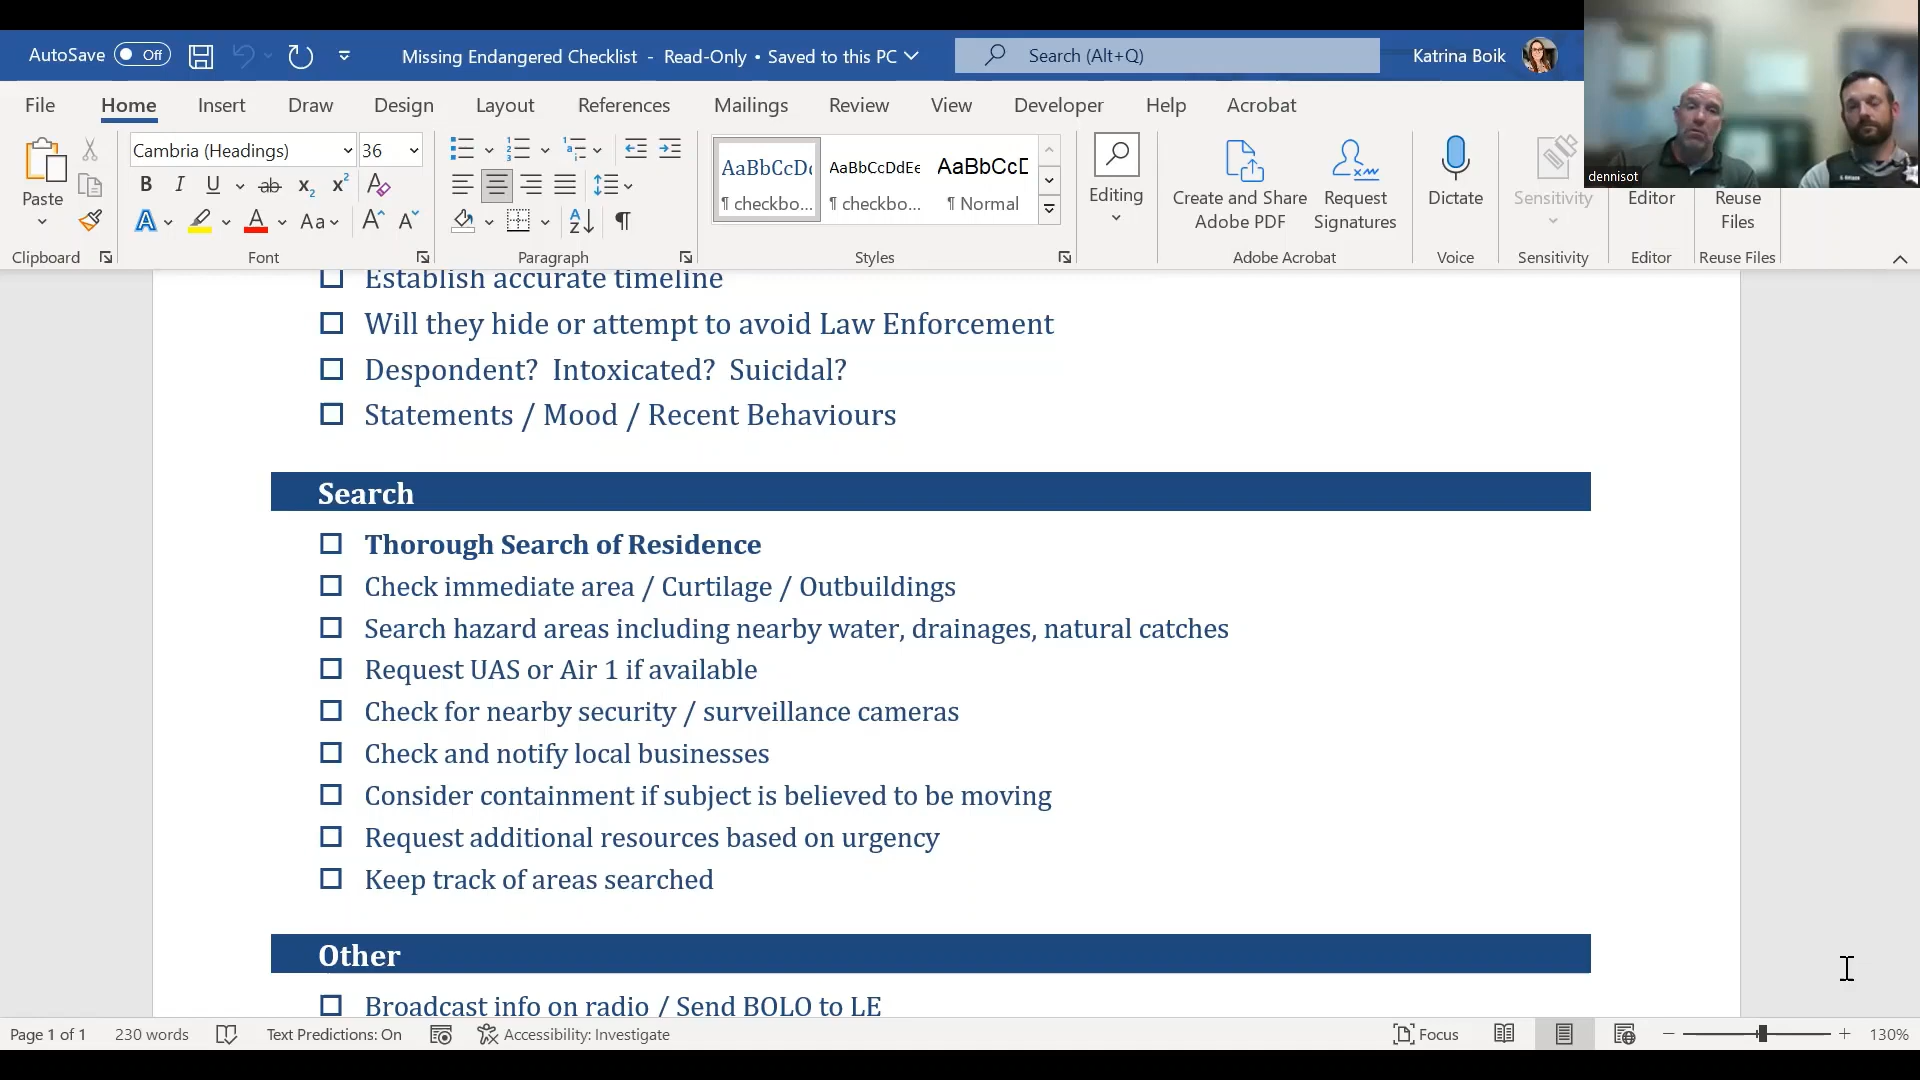 AutoSave Off Missing Endangered Checklist - Read-Only • Saved to this PC Search (Alt+Q) Katrina Boik
File Home Insert Draw Design Layout References Mailings Review View Developer Help Acrobat
Paste
Clipboard
Cambria (Headings) 36
B I U ab x₂ x² A
A A Aa A A
Font
Paragraph
AaBbCcDc AaBbCcDdEe AaBbCcD
¶ checkbo... ¶ checkbo... ¶ Normal
Styles
Editing
Create and Share Adobe PDF
Request Signatures
Adobe Acrobat
Dictate
Voice
Sensitivity
Sensitivity
Editor
Editor
Reuse Files
Reuse Files
dennisot
Establish accurate timeline
Will they hide or attempt to avoid Law Enforcement
Despondent? Intoxicated? Suicidal?
Statements / Mood / Recent Behaviours
Search
Thorough Search of Residence
Check immediate area / Curtilage / Outbuildings
Search hazard areas including nearby water, drainages, natural catches
Request UAS or Air 1 if available
Check for nearby security / surveillance cameras
Check and notify local businesses
Consider containment if subject is believed to be moving
Request additional resources based on urgency
Keep track of areas searched
Other
Broadcast info on radio / Send BOLO to LE
Page 1 of 1 230 words Text Predictions: On Accessibility: Investigate Focus 130%